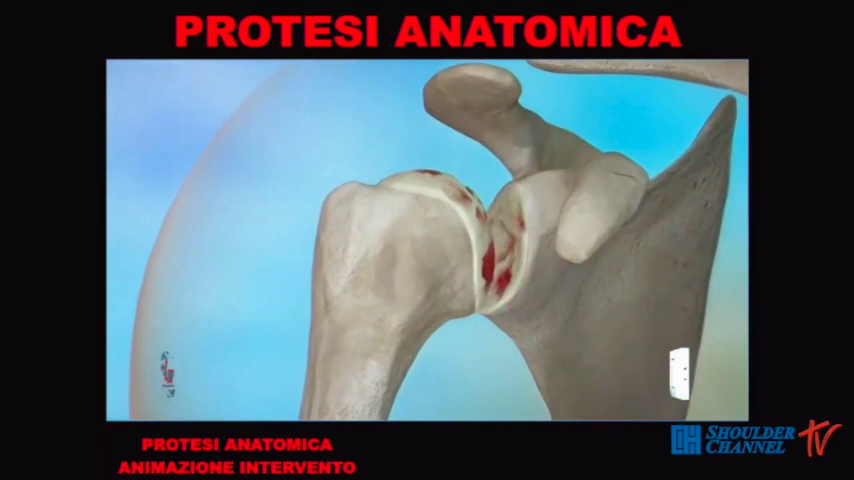 PROTESI ANATOMICA
PROTESI ANATOMICA
ANIMAZIONE INTERVENTO
SHOULDER
CHANNEL TV